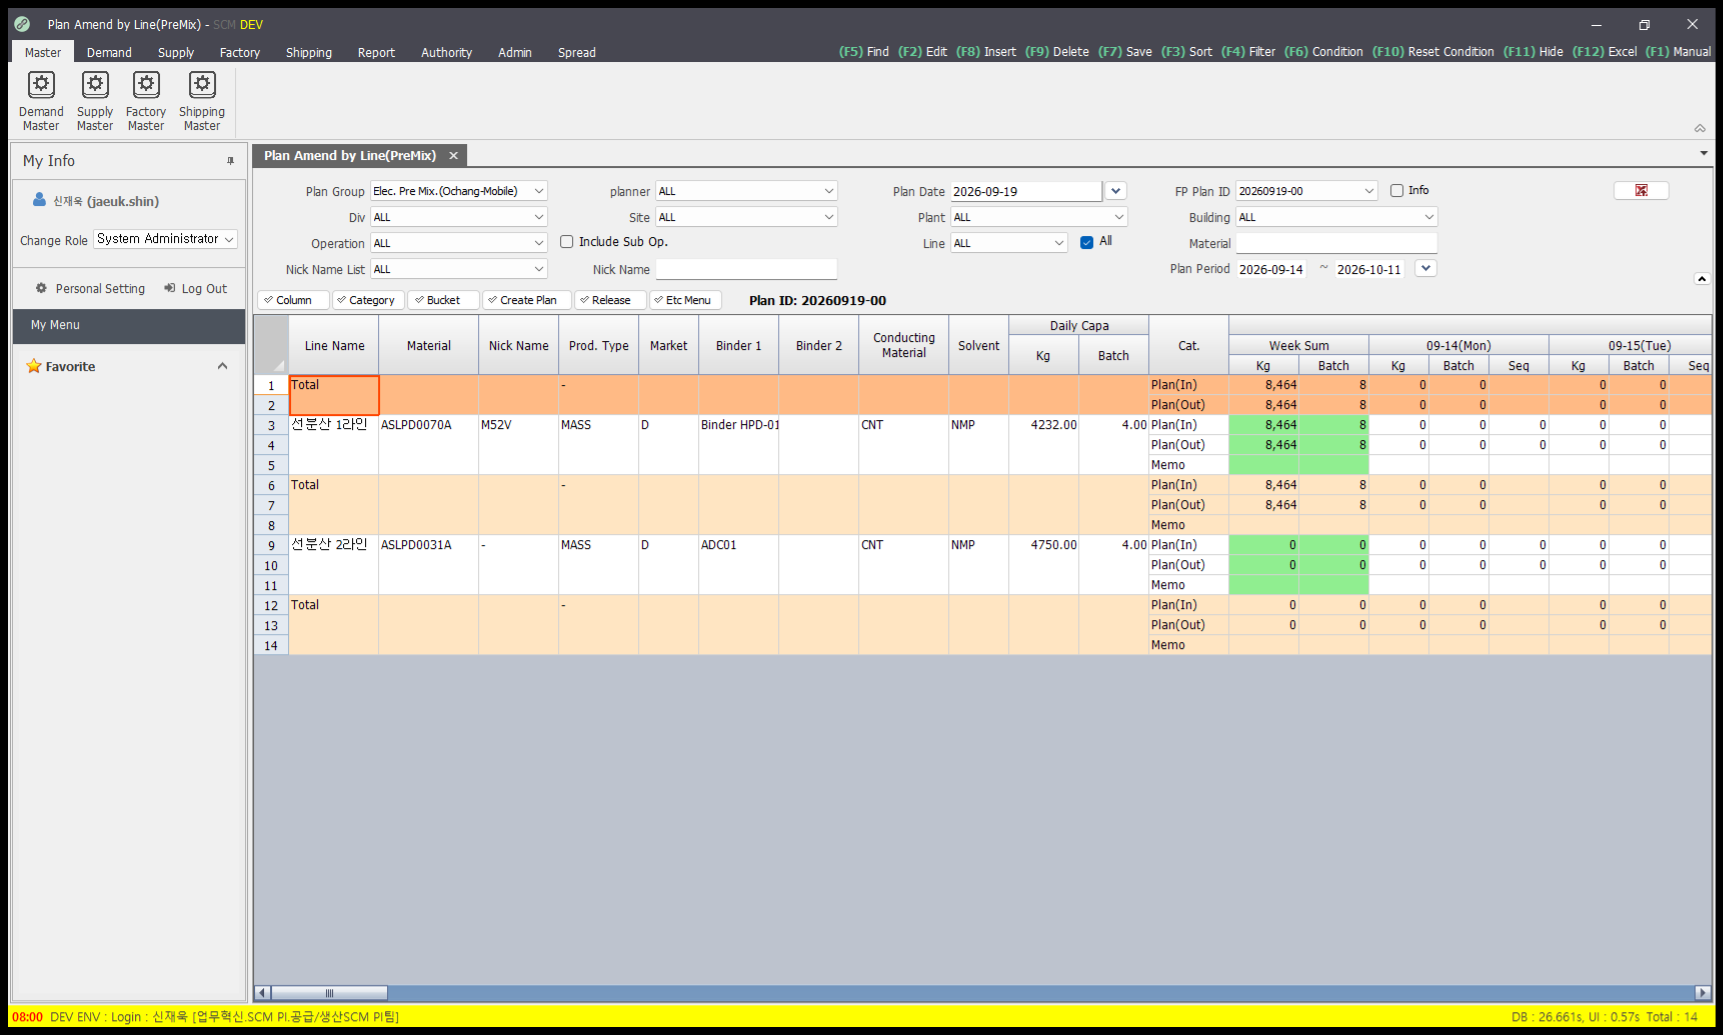 Plan Amend by Line(PreMix) - SCM DEV
Master Demand Supply Factory Shipping Report Authority Admin Spread
(F5) Find (F2) Edit (F8) Insert (F9) Delete (F7) Save (F3) Sort (F4) Filter (F6) Condition (F10) Reset Condition (F11) Hide (F12) Excel (F1) Manual
Demand Master
Supply Master
Factory Master
Shipping Master
My Info
신재욱 (jaeuk.shin)
Change Role System Administrator
Personal Setting Log Out
My Menu
Favorite
Plan Amend by Line(PreMix)
Plan Group Elec. Pre Mix.(Ochang-Mobile) planner ALL Plan Date 2026-09-19 FP Plan ID 20260919-00 Info
Div ALL Site ALL Plant ALL Building ALL
Operation ALL Include Sub Op. Line ALL All Material
Nick Name List ALL Nick Name Plan Period 2026-09-14 ~ 2026-10-11
Column Category Bucket Create Plan Release Etc Menu Plan ID: 20260919-00
Line Name Material Nick Name Prod. Type Market Binder 1 Binder 2 Conducting Material Solvent Daily Capa Kg Batch Cat.
Week Sum 09-14(Mon) 09-15(Tue)
Kg Batch Kg Batch Seq Kg Batch Seq
1 Total - Plan(In) 8,464 8 0 0 0 0
2 Plan(Out) 8,464 8 0 0 0 0
3 선분산 1라인 ASLPD0070A M52V MASS D Binder HPD-01 CNT NMP 4232.00 4.00 Plan(In) 8,464 8 0 0 0 0 0
4 Plan(Out) 8,464 8 0 0 0 0 0
5 Memo
6 Total - Plan(In) 8,464 8 0 0 0 0
7 Plan(Out) 8,464 8 0 0 0 0
8 Memo
9 선분산 2라인 ASLPD0031A - MASS D ADC01 CNT NMP 4750.00 4.00 Plan(In) 0 0 0 0 0 0 0
10 Plan(Out) 0 0 0 0 0 0 0
11 Memo
12 Total - Plan(In) 0 0 0 0 0 0
13 Plan(Out) 0 0 0 0 0 0
14 Memo
08:00 DEV ENV : Login : 신재욱 [업무혁신.SCM PI.공급/생산SCM PI팀]
DB : 26.661s, UI : 0.57s Total : 14